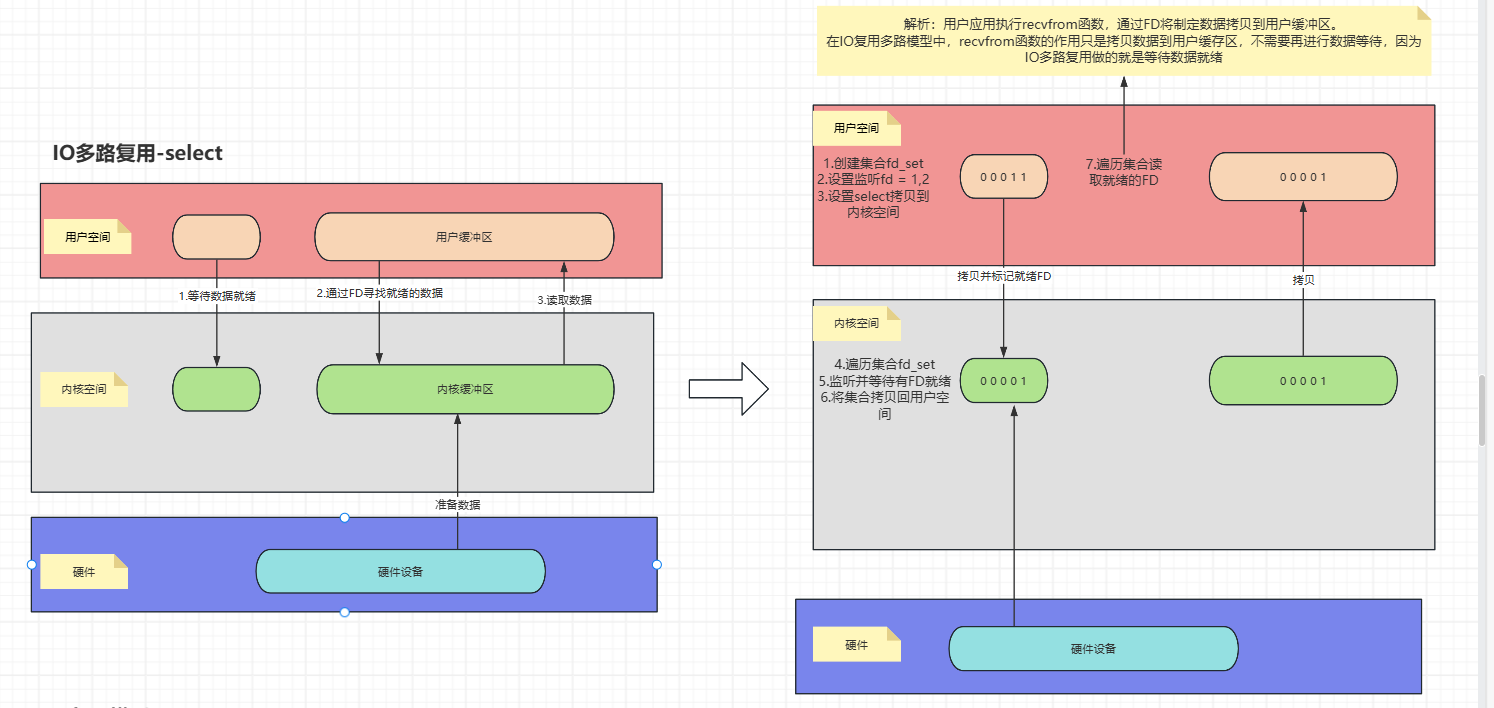 IO多路复用-select
用户空间
用户缓冲区
1.等待数据就绪
2.通过FD寻找就绪的数据
3.读取数据
内核空间
内核缓冲区
准备数据
硬件
硬件设备
解析：用户应用执行recvfrom函数，通过FD将制定数据拷贝到用户缓冲区。
在IO复用多路模型中，recvfrom函数的作用只是拷贝数据到用户缓存区，不需要再进行数据等待，因为
IO多路复用做的就是等待数据就绪
用户空间
1.创建集合fd_set
2.设置监听fd = 1,2
3.设置select拷贝到
内核空间
0 0 0 1 1
7.遍历集合读
取就绪的FD
0 0 0 0 1
拷贝并标记就绪FD
拷贝
内核空间
4.遍历集合fd_set
5.监听并等待有FD就绪
6.将集合拷贝回用户空
间
0 0 0 0 1
0 0 0 0 1
硬件
硬件设备